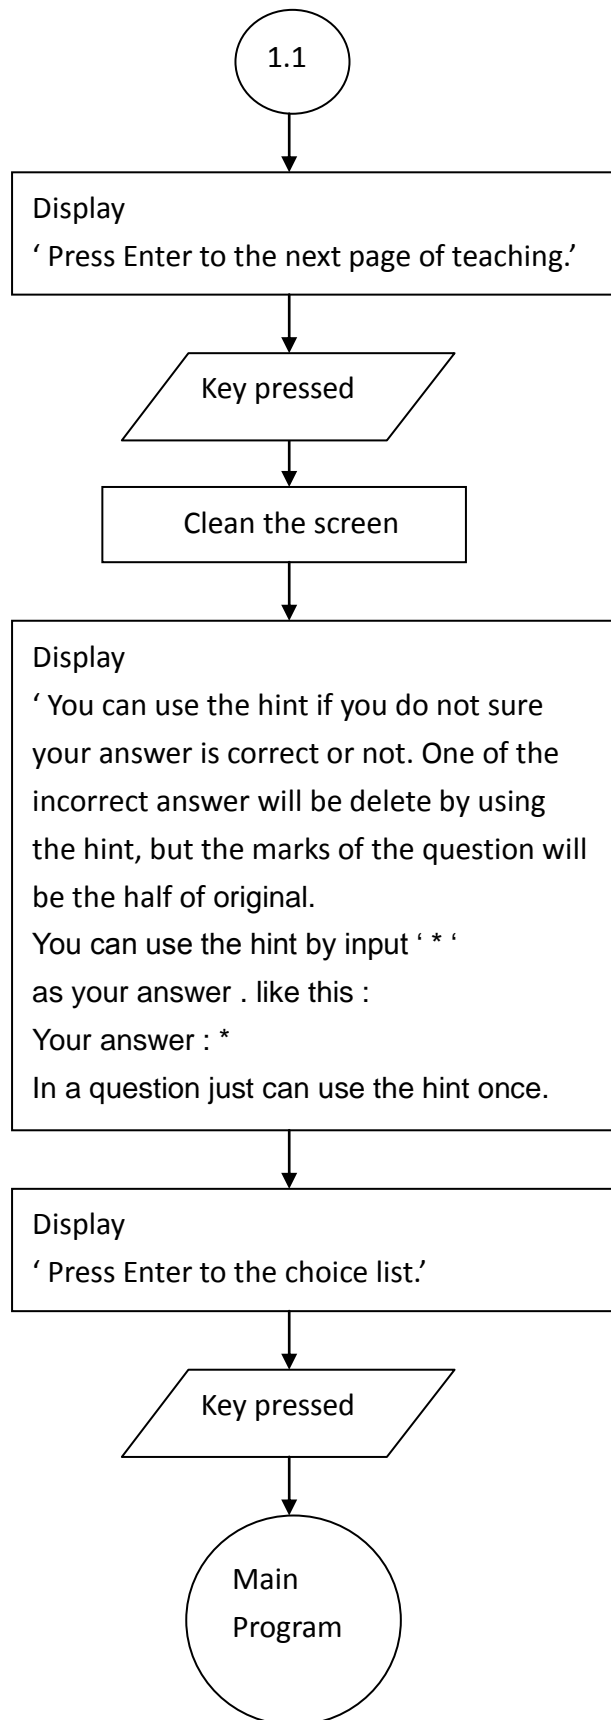 1.1
Display
‘ Press Enter to the next page of teaching.’
Key pressed
Clean the screen
Display
‘ You can use the hint if you do not sure
your answer is correct or not. One of the
incorrect answer will be delete by using
the hint, but the marks of the question will
be the half of original.
You can use the hint by input ‘ * ‘
as your answer . like this :
Your answer : *
In a question just can use the hint once.
Display
‘ Press Enter to the choice list.’
Key pressed
Main
Program